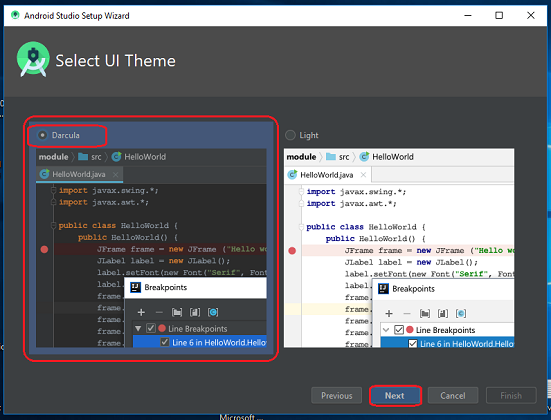 Android Studio Setup Wizard
Select UI Theme
Darcula
module src HelloWorld
HelloWorld.java
import javax.swing.*;
import javax.awt.*;
public class HelloWorld {
public HelloWorld() {
JFrame frame = new JFrame ("Hello wo
JLabel label = new JLabel();
label.setFont(new Font("Serif", Font
frame.
frame.
frame.
frame.
frame.
Breakpoints
Line Breakpoints
Line 6 in HelloWorld.Hello
Light
module src HelloWorld
HelloWorld.java
import javax.swing.*;
import javax.awt.*;
public class HelloWorld {
public HelloWorld() {
JFrame frame = new JFrame ("Hello wo
JLabel label = new JLabel();
label.setFont(new Font("Serif", Font
frame.
frame.
frame.
frame.
frame.
Breakpoints
Line Breakpoints
Line 6 in HelloWorld.Hello
Previous Next Cancel Finish
Microsoft ...